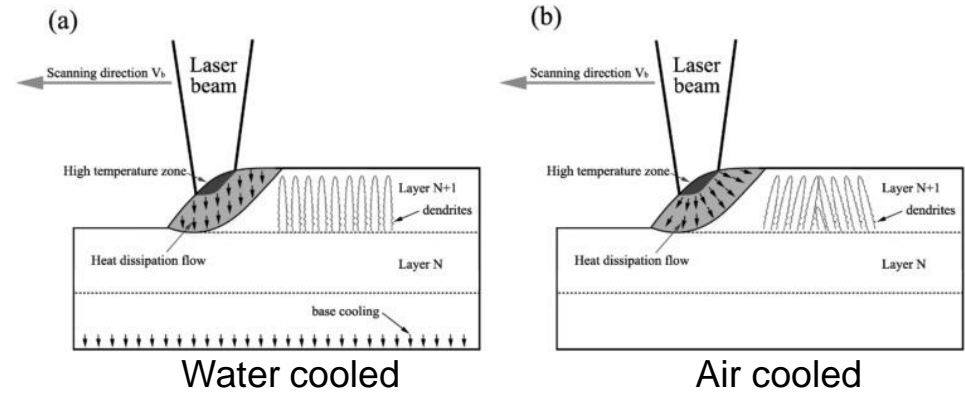 (a)
Scanning direction Vb
Laser
beam
High temperature zone
Layer N+1
dendrites
Heat dissipation flow
Layer N
base cooling
Water cooled
(b)
Scanning direction Vb
Laser
beam
High temperature zone
Layer N+1
dendrites
Heat dissipation flow
Layer N
Air cooled